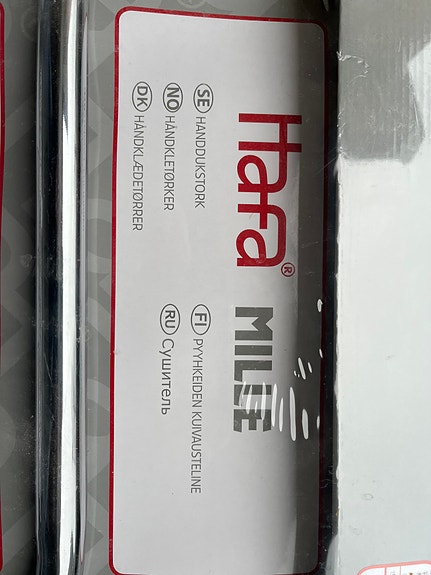 Hafa® MILLE
SE HANDDUKSTORK
NO HÅNDKLETØRKER
DK HÅNDKLÆDETØRRER
FI PYYHKEIDEN KUIVAUSTELINE
RU Сушитель